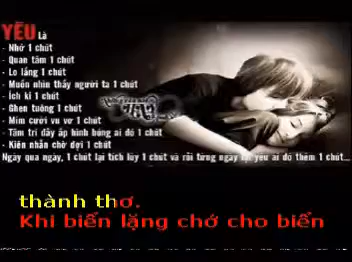 YÊU Là
- Nhớ 1 chút
- Quan tâm 1 chút
- Lo lắng 1 chút
- Muốn nhìn thấy người ta 1 chút
- Ích kỉ 1 chút
- Ghen tuông 1 chút
- Mỉm cười vu vơ 1 chút
- Tâm trí đầy ắp hình bóng ai đó 1 chút
- Kiên nhẫn chờ đợi 1 chút
Ngày qua ngày, 1 chút lại tích lũy 1 chút và rồi từng ngày lại yêu ai đó thêm 1 chút...
thành thơ.
Khi biển lặng chớ cho biển